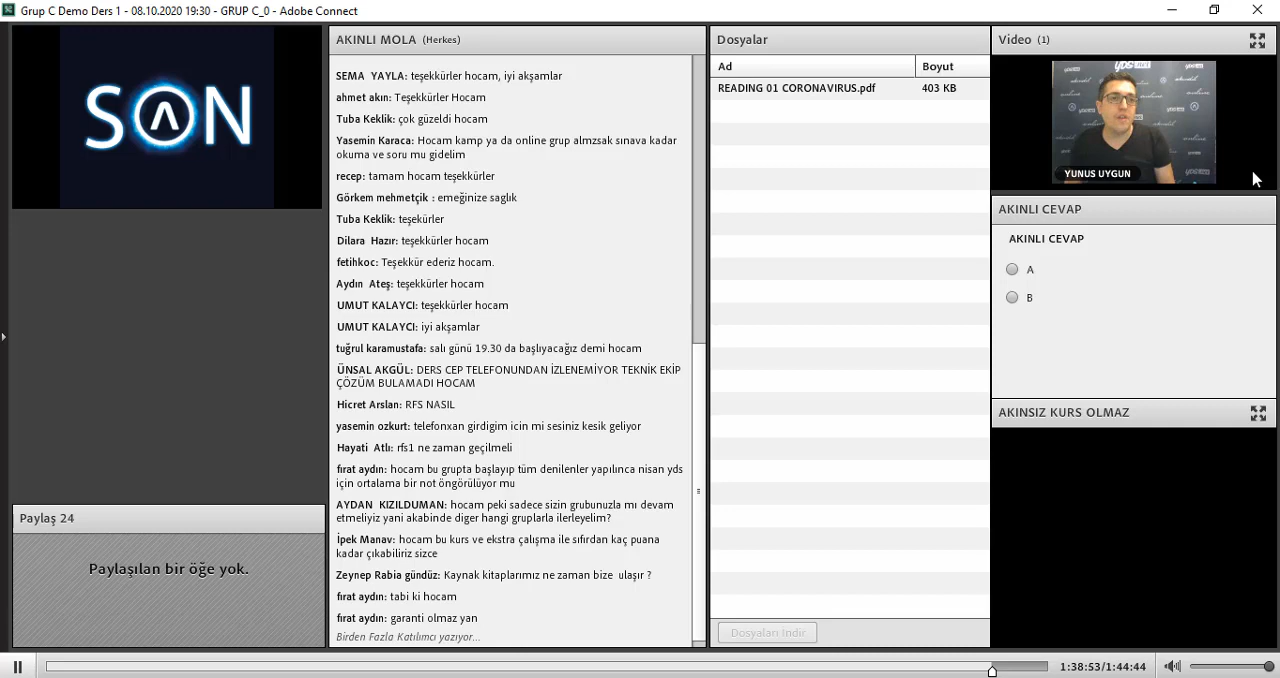 Grup C Demo Ders 1 - 08.10.2020 19:30 - GRUP C_0 - Adobe Connect
SON
AKINLI MOLA (Herkes)
SEMA YAYLA: teşekkürler hocam, iyi akşamlar
ahmet akın: Teşekkürler Hocam
Tuba Keklik: çok güzeldi hocam
Yasemin Karaca: Hocam kamp ya da online grup almzsak sınava kadar
okuma ve soru mu gidelim
recep: tamam hocam teşekkürler
Görkem mehmetçik : emeğinize saglık
Tuba Keklik: teşekürler
Dilara Hazır: teşekkürler hocam
fetihkoc: Teşekkür ederiz hocam.
Aydın Ateş: teşekkürler hocam
UMUT KALAYCI: teşekkürler hocam
UMUT KALAYCI: iyi akşamlar
tuğrul karamustafa: salı günü 19.30 da başlıyacağız demi hocam
ÜNSAL AKGÜL: DERS CEP TELEFONUNDAN İZLENEMİYOR TEKNİK EKİP
ÇÖZÜM BULAMADI HOCAM
Hicret Arslan: RFS NASIL
yasemin ozkurt: telefonxan girdigim icin mi sesiniz kesik geliyor
Hayati Atlı: rfs1 ne zaman geçilmeli
fırat aydın: hocam bu grupta başlayıp tüm denilenler yapılınca nisan yds
için ortalama bir not öngörülüyor mu
AYDAN KIZILDUMAN: hocam peki sadece sizin grubunuzla mı devam
etmeliyiz yani akabinde diger hangi gruplarla ilerleyelim?
İpek Manav: hocam bu kurs ve ekstra çalışma ile sıfırdan kaç puana
kadar çıkabiliriz sizce
Zeynep Rabia gündüz: Kaynak kitaplarımız ne zaman bize ulaşır ?
fırat aydın: tabi ki hocam
fırat aydın: garanti olmaz yan
Birden Fazla Katılımcı yazıyor...
Paylaş 24
Paylaşılan bir öğe yok.
Dosyalar
Ad Boyut
READING 01 CORONAVIRUS.pdf 403 KB
Dosyaları İndir
Video (1)
YUNUS UYGUN
AKINLI CEVAP
AKINLI CEVAP
A
B
AKINSIZ KURS OLMAZ
1:38:53/1:44:44